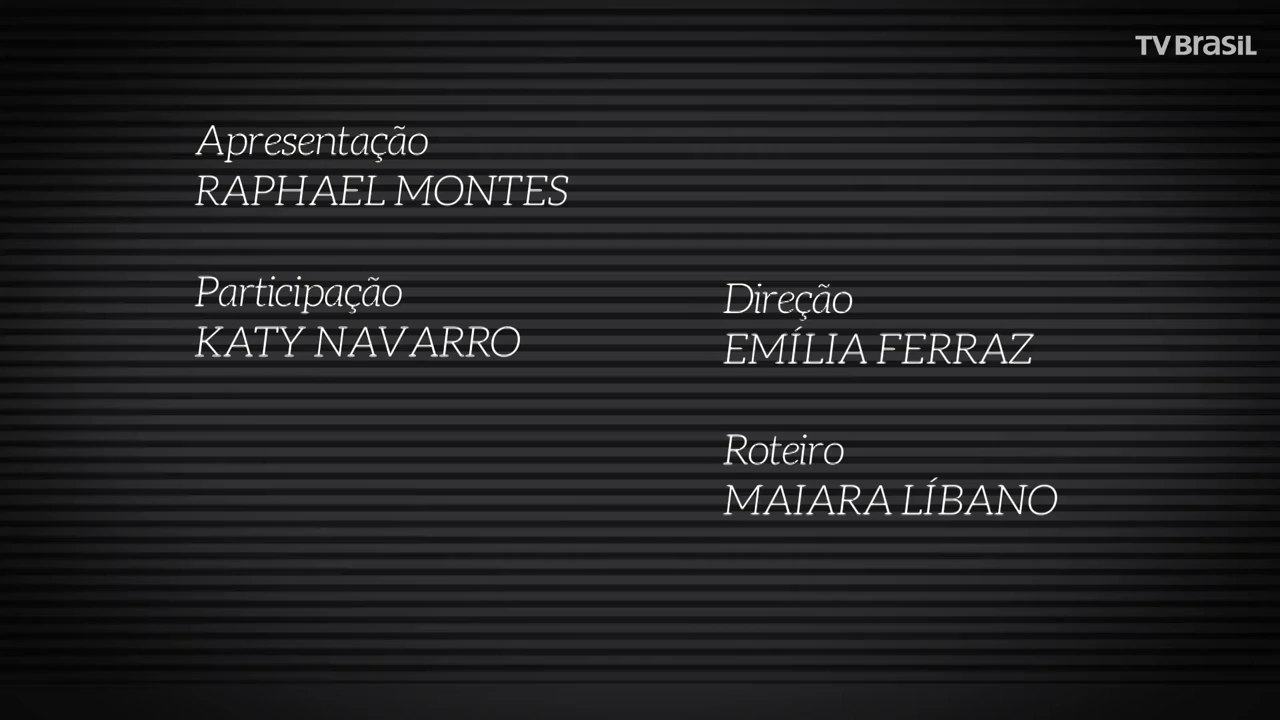 TV BRASIL
Apresentação
RAPHAEL MONTES
Participação
KATY NAVARRO
Direção
EMÍLIA FERRAZ
Roteiro
MAIARA LÍBANO